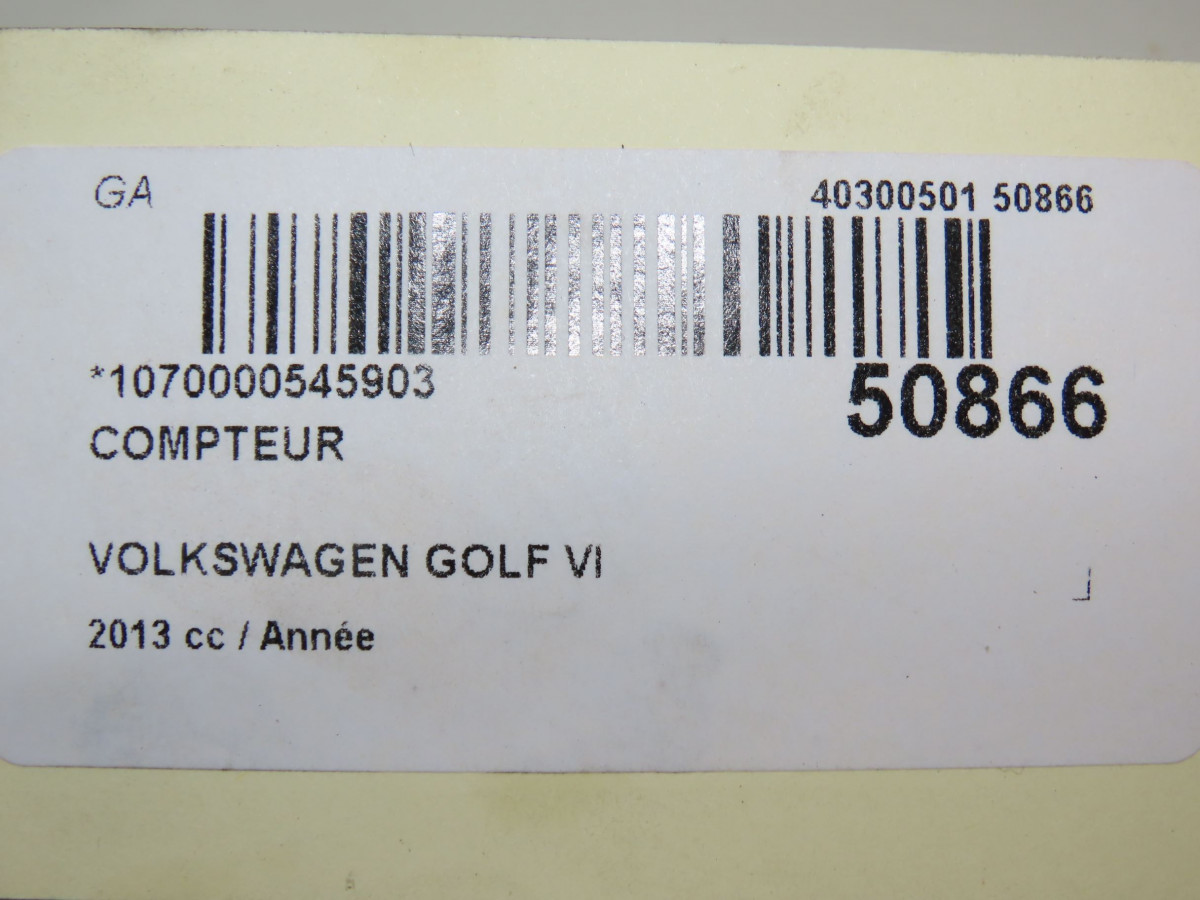 GA
40300501 50866
*1070000545903
50866
COMPTEUR
VOLKSWAGEN GOLF VI
2013 cc / Année